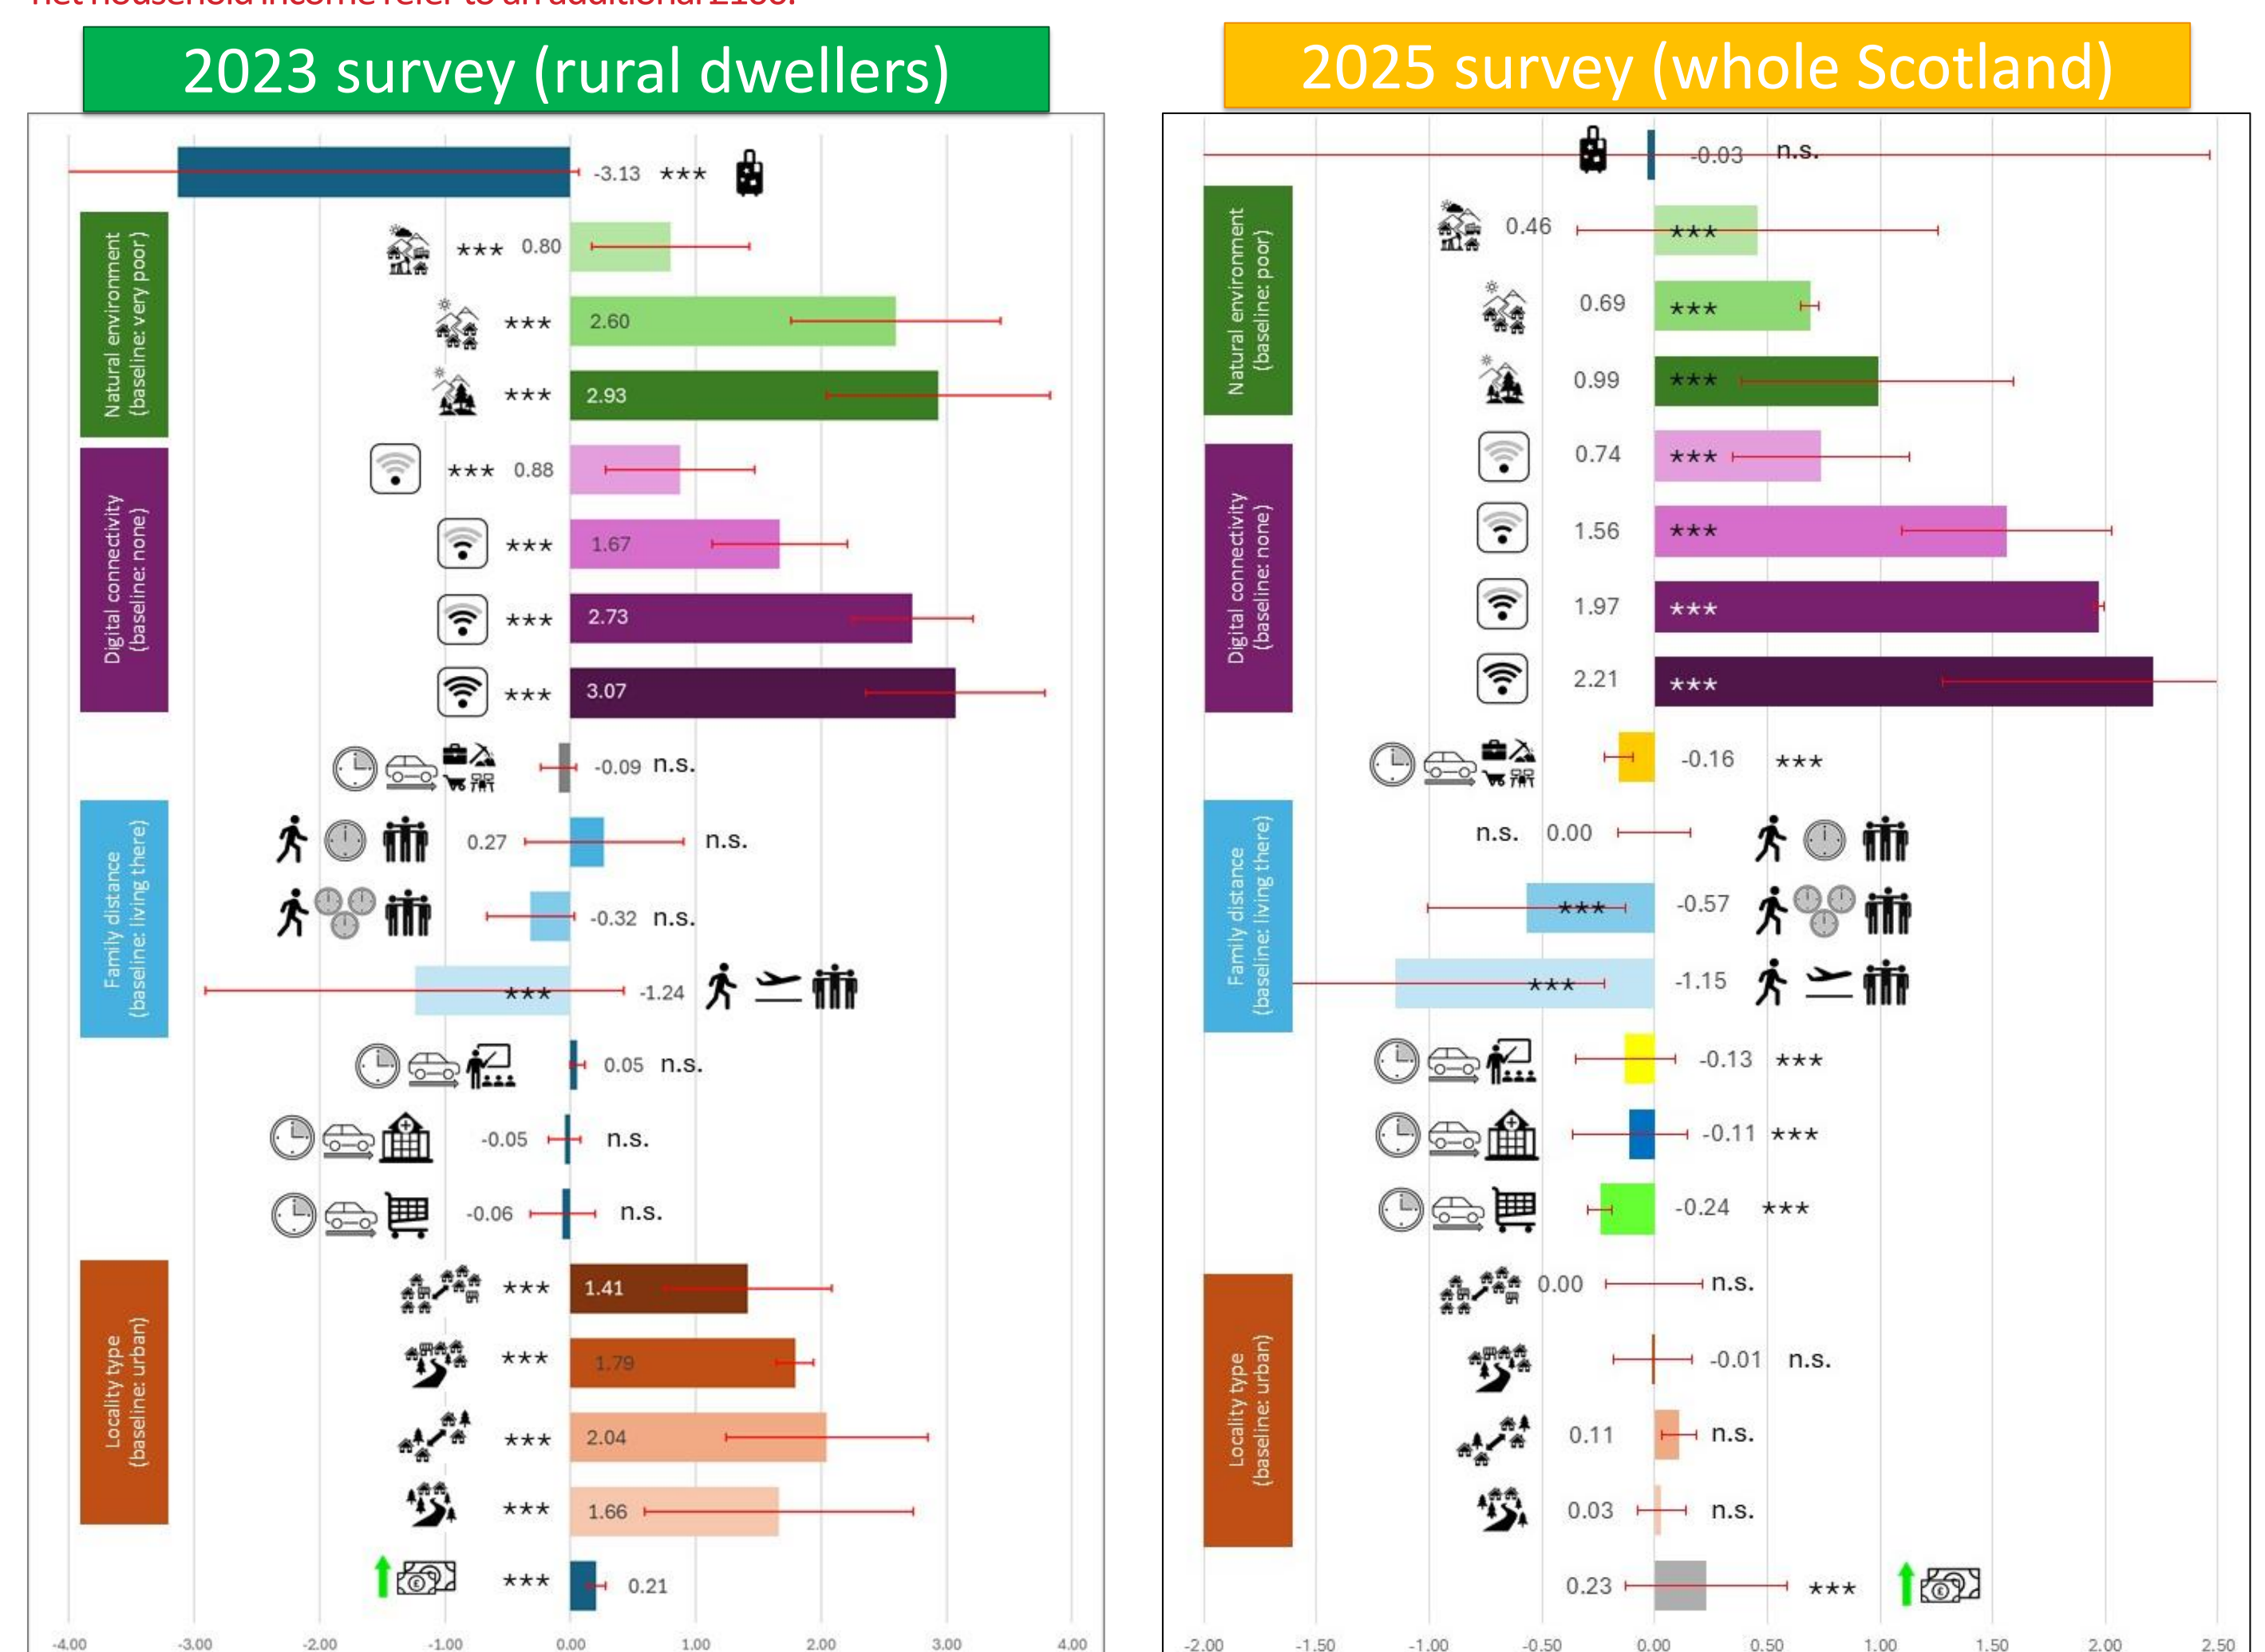 net household income refer to an additional £100.
2023 survey (rural dwellers)
-3.13 ***
Natural environment
(baseline: very poor)
*** 0.80
*** 2.60
*** 2.93
Digital connectivity
(baseline: none)
*** 0.88
*** 1.67
*** 2.73
*** 3.07
-0.09 n.s.
Family distance
(baseline: living there)
0.27 n.s.
-0.32 n.s.
*** -1.24
0.05 n.s.
-0.05 n.s.
-0.06 n.s.
Locality type
(baseline: urban)
*** 1.41
*** 1.79
*** 2.04
*** 1.66
£ *** 0.21
-4.00 -3.00 -2.00 -1.00 0.00 1.00 2.00 3.00 4.00
2025 survey (whole Scotland)
-0.03 n.s.
Natural environment
(baseline: poor)
0.46 ***
0.69 ***
0.99 ***
Digital connectivity
(baseline: none)
0.74 ***
1.56 ***
1.97 ***
2.21 ***
-0.16 ***
Family distance
(baseline: living there)
n.s. 0.00
*** -0.57
*** -1.15
-0.13 ***
-0.11 ***
-0.24 ***
Locality type
(baseline: urban)
0.00 n.s.
-0.01 n.s.
0.11 n.s.
0.03 n.s.
0.23 *** £
-2.00 -1.50 -1.00 -0.50 0.00 0.50 1.00 1.50 2.00 2.50